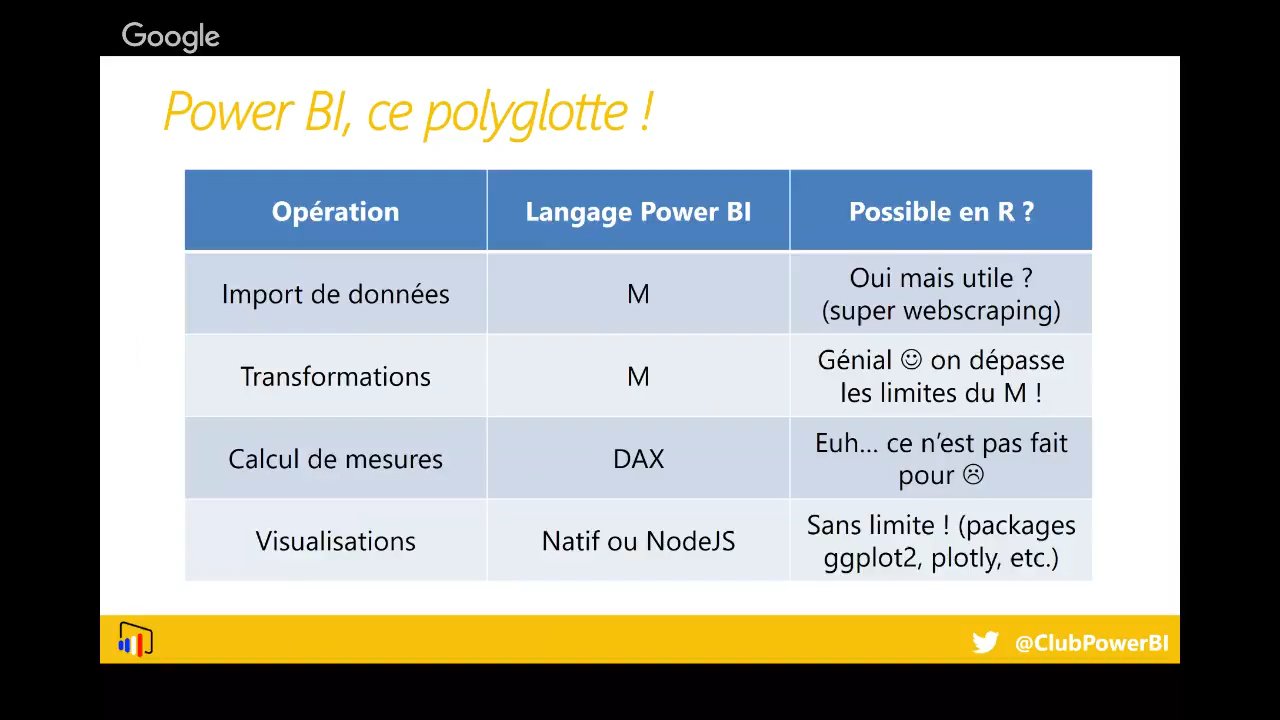 Google
Power BI, ce polyglotte !
Opération
Langage Power BI
Possible en R ?
Import de données
M
Oui mais utile ?
(super webscraping)
Transformations
M
Génial ☺ on dépasse
les limites du M !
Calcul de mesures
DAX
Euh... ce n'est pas fait
pour ☹
Visualisations
Natif ou NodeJS
Sans limite ! (packages
ggplot2, plotly, etc.)
@ClubPowerBI